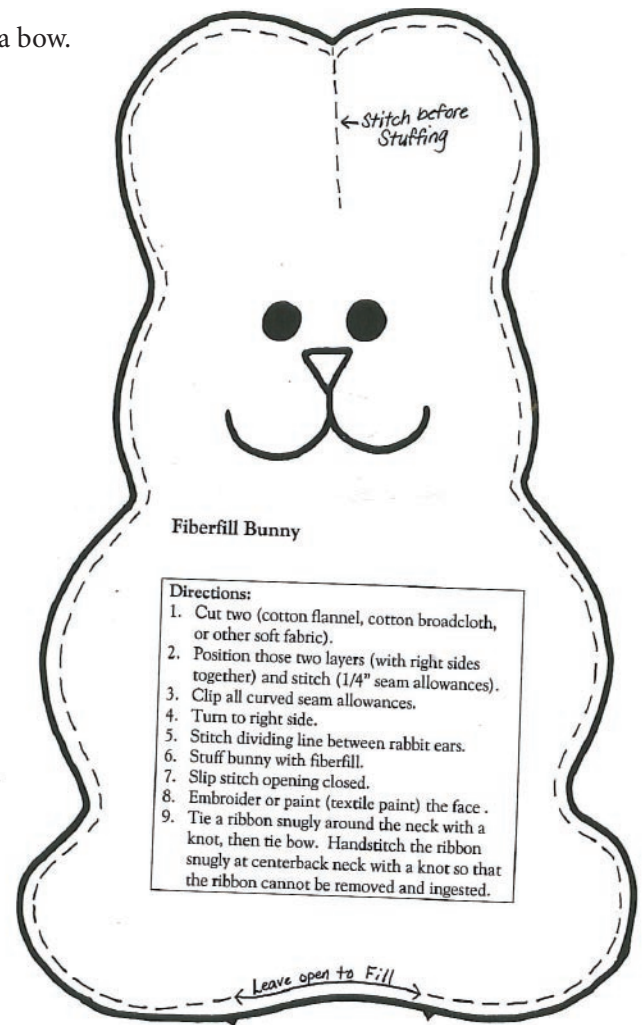 a bow.
←Stitch before
Stuffing
Fiberfill Bunny
Directions:
1. Cut two (cotton flannel, cotton broadcloth,
or other soft fabric).
2. Position those two layers (with right sides
together) and stitch (1/4" seam allowances).
3. Clip all curved seam allowances.
4. Turn to right side.
5. Stitch dividing line between rabbit ears.
6. Stuff bunny with fiberfill.
7. Slip stitch opening closed.
8. Embroider or paint (textile paint) the face .
9. Tie a ribbon snugly around the neck with a
knot, then tie bow. Handstitch the ribbon
snugly at centerback neck with a knot so that
the ribbon cannot be removed and ingested.
Leave open to Fill